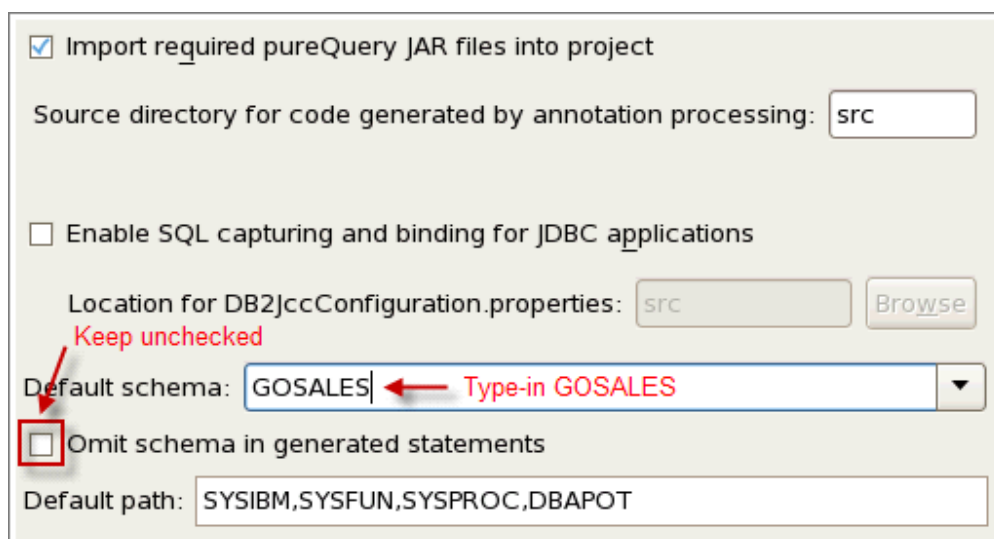 Import required pureQuery JAR files into project
Source directory for code generated by annotation processing: src
Enable SQL capturing and binding for JDBC applications
Location for DB2JccConfiguration.properties: src Browse
Keep unchecked
Default schema: GOSALES Type-in GOSALES
Omit schema in generated statements
Default path: SYSIBM,SYSFUN,SYSPROC,DBAPOT